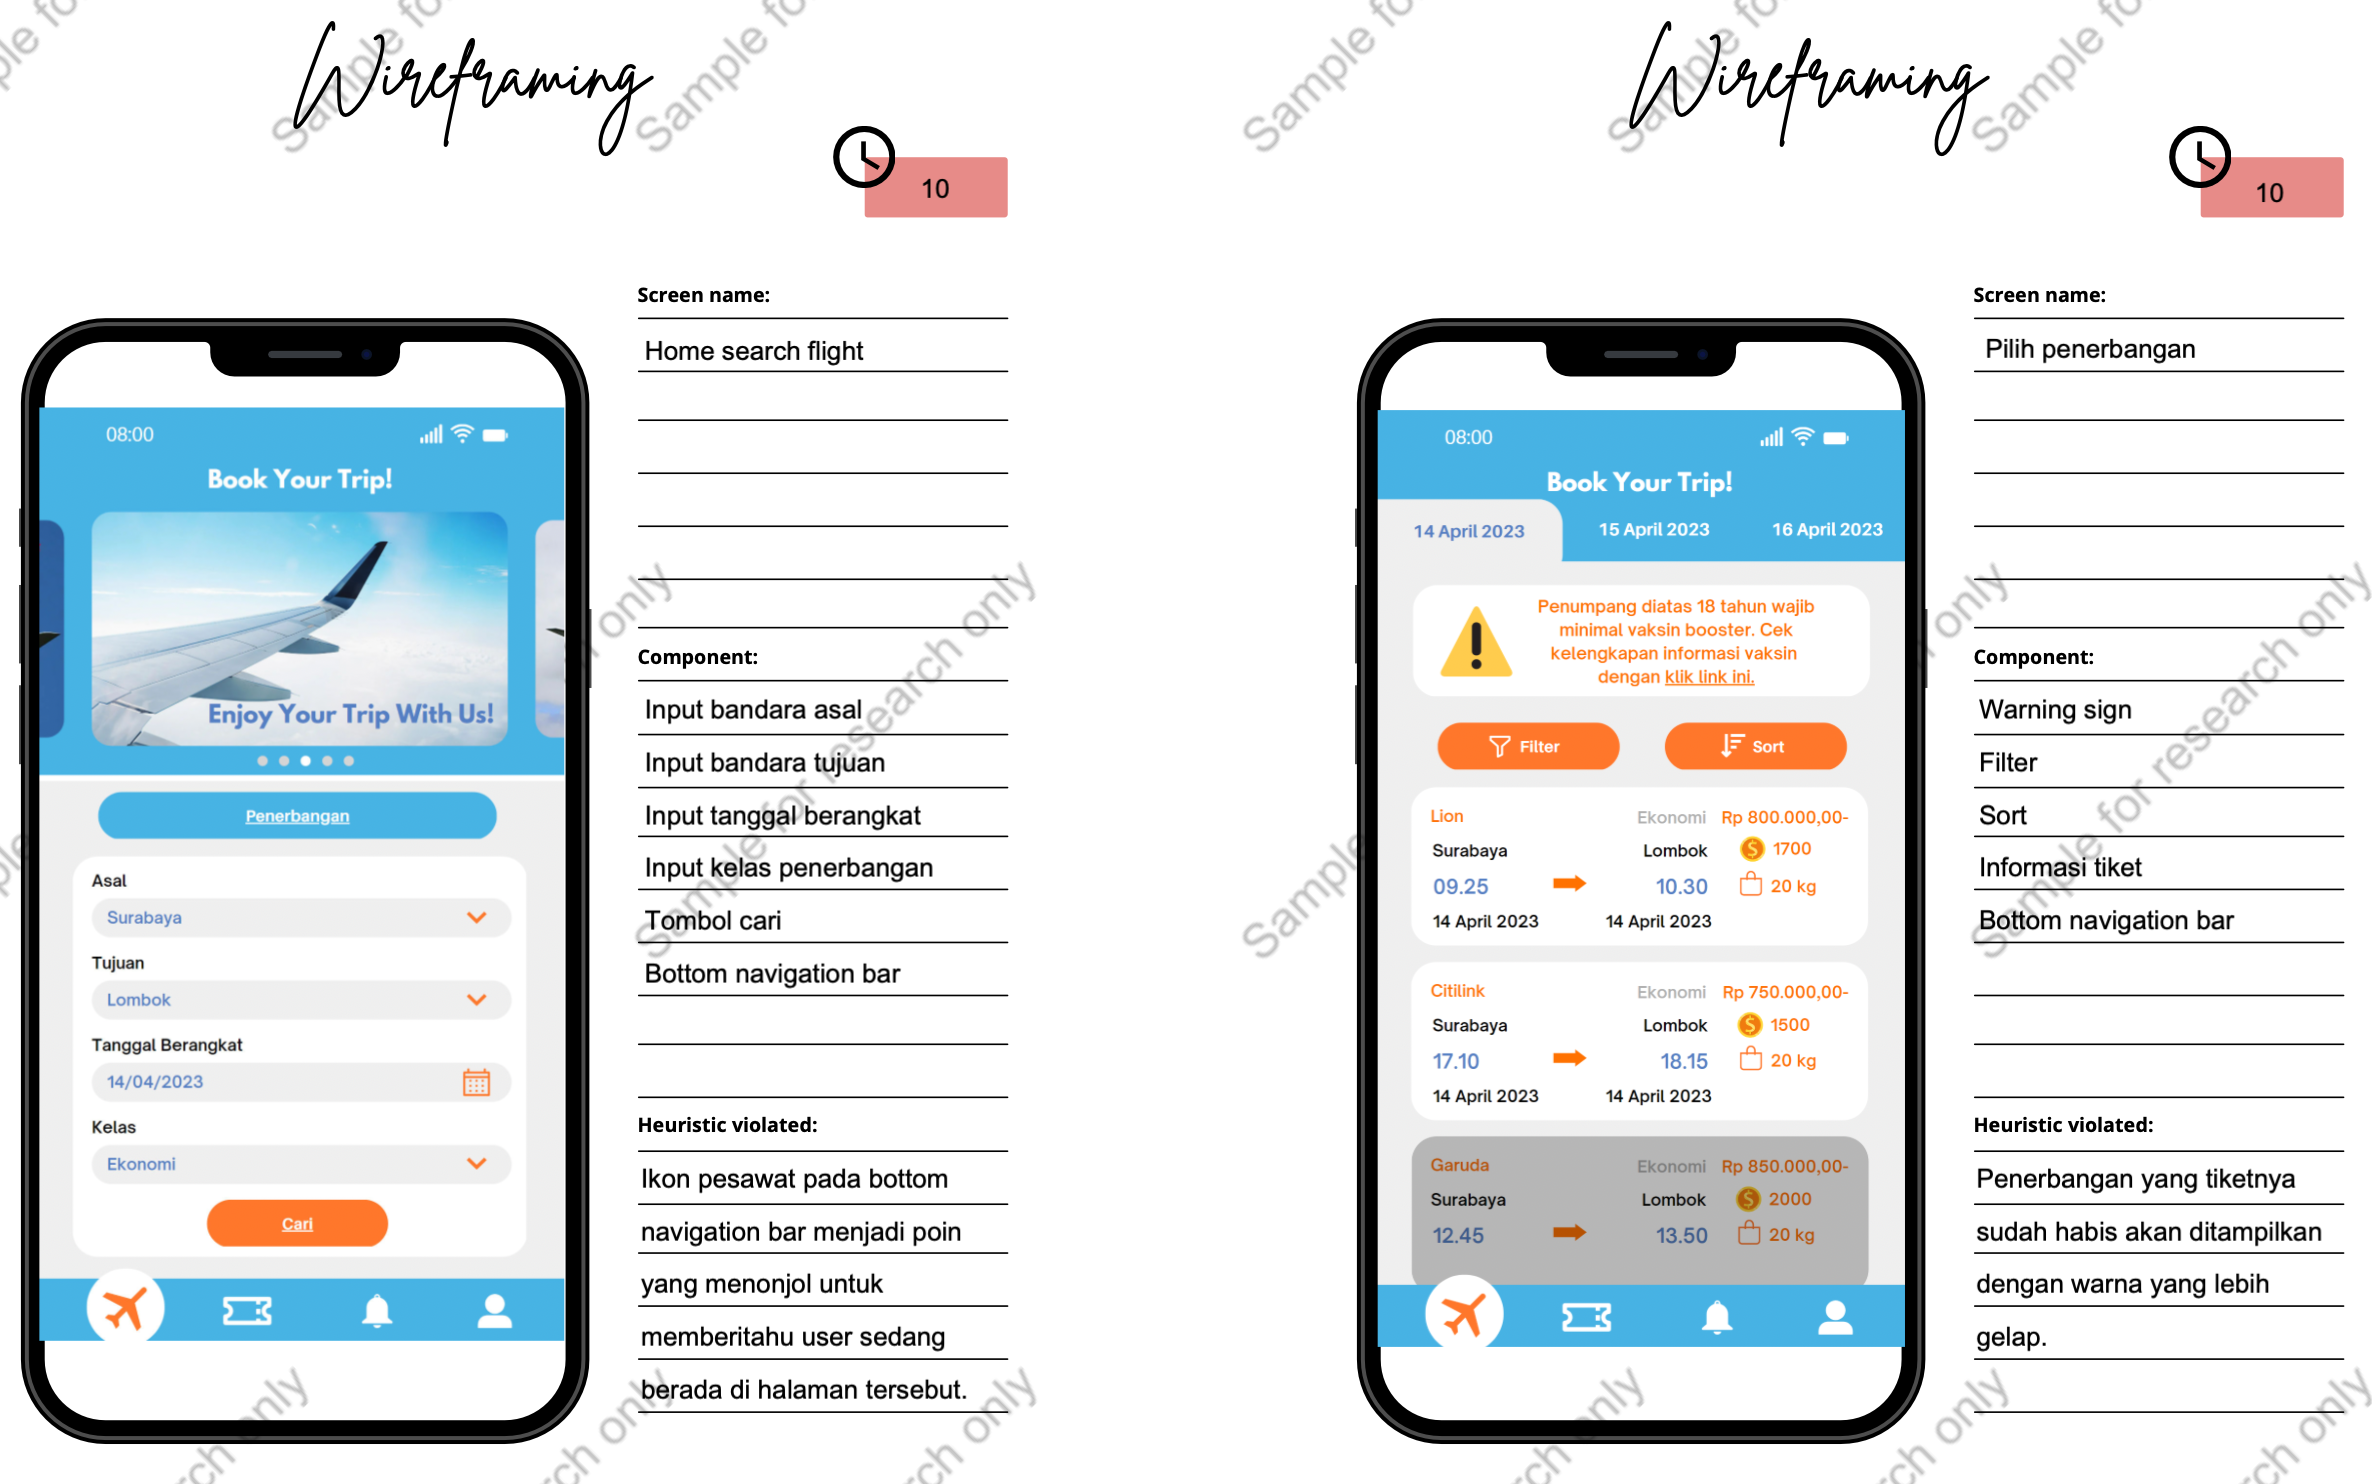 Wireframing
10
Screen name:
Home search flight
08:00
Book Your Trip!
Enjoy Your Trip With Us!
Penerbangan
Asal
Surabaya
Tujuan
Lombok
Tanggal Berangkat
14/04/2023
Kelas
Ekonomi
Cari
Component:
Input bandara asal
Input bandara tujuan
Input tanggal berangkat
Input kelas penerbangan
Tombol cari
Bottom navigation bar
Heuristic violated:
Ikon pesawat pada bottom
navigation bar menjadi poin
yang menonjol untuk
memberitahu user sedang
berada di halaman tersebut.
Wireframing
10
Screen name:
Pilih penerbangan
08:00
Book Your Trip!
14 April 2023 15 April 2023 16 April 2023
Penumpang diatas 18 tahun wajib
minimal vaksin booster. Cek
kelengkapan informasi vaksin
dengan klik link ini.
Filter Sort
Lion Ekonomi Rp 800.000,00-
Surabaya Lombok 1700
09.25 10.30 20 kg
14 April 2023 14 April 2023
Citilink Ekonomi Rp 750.000,00-
Surabaya Lombok 1500
17.10 18.15 20 kg
14 April 2023 14 April 2023
Garuda Ekonomi Rp 850.000,00-
Surabaya Lombok 2000
12.45 13.50 20 kg
Component:
Warning sign
Filter
Sort
Informasi tiket
Bottom navigation bar
Heuristic violated:
Penerbangan yang tiketnya
sudah habis akan ditampilkan
dengan warna yang lebih
gelap.
Sample for research only